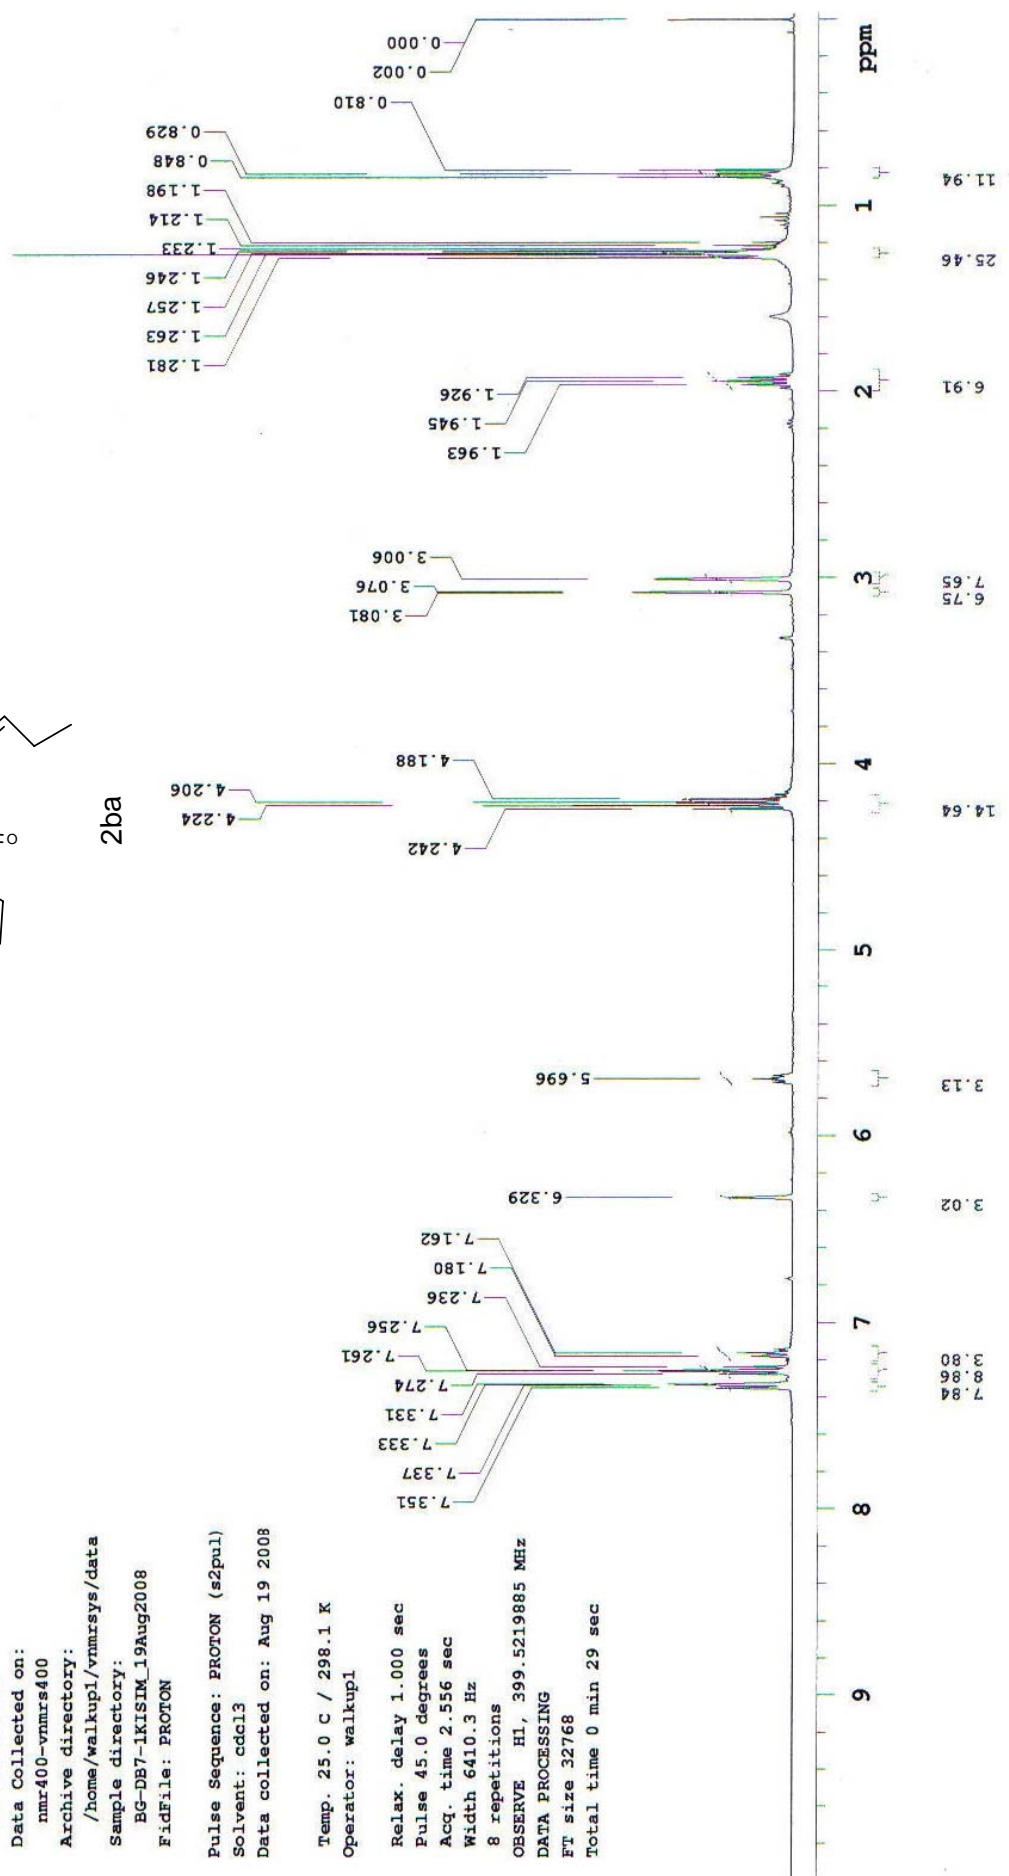 Data Collected on:
nmr400-vnmrs400
Archive directory:
/home/walkup1/vnmrsys/data
Sample directory:
BG-DB7-1KISIM_19Aug2008
FidFile: PROTON
Pulse Sequence: PROTON (s2pul)
Solvent: cdcl3
Data collected on: Aug 19 2008
Temp. 25.0 C / 298.1 K
Operator: walkup1
Relax. delay 1.000 sec
Pulse 45.0 degrees
Acq. time 2.556 sec
Width 6410.3 Hz
8 repetitions
OBSERVE H1, 399.5219885 MHz
DATA PROCESSING
FT size 32768
Total time 0 min 29 sec
2ba
7.351
7.337
7.333
7.331
7.274
7.261
7.256
7.236
7.180
7.162
6.329
5.696
4.242
4.224
4.206
4.188
3.081
3.076
3.006
1.963
1.945
1.926
1.281
1.263
1.257
1.246
1.233
1.214
1.198
0.848
0.829
0.810
0.002
0.000
9
8
7
6
5
4
3
2
1
ppm
7.84
8.86
3.80
3.02
3.13
14.64
6.75
7.65
6.91
25.46
11.94